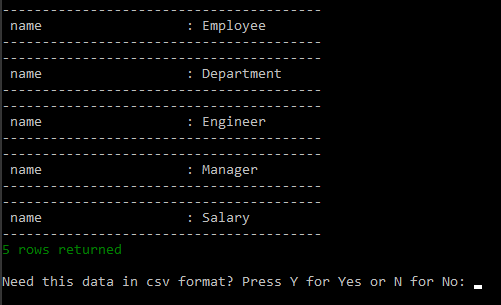 ----------------------------------------
name : Employee
----------------------------------------
----------------------------------------
name : Department
----------------------------------------
----------------------------------------
name : Engineer
----------------------------------------
----------------------------------------
name : Manager
----------------------------------------
----------------------------------------
name : Salary
----------------------------------------
5 rows returned
Need this data in csv format? Press Y for Yes or N for No: